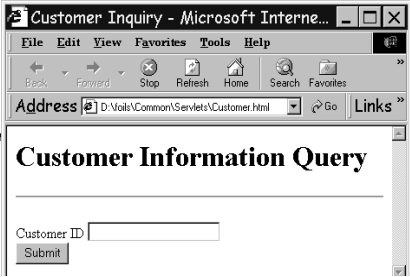 Customer Inquiry - Microsoft Interne...
File Edit View Favorites Tools Help
Back Forward Stop Refresh Home Search Favorites »
Address D:\foils\Common\Servlets\Customer.html Go Links »
Customer Information Query
Customer ID
Submit